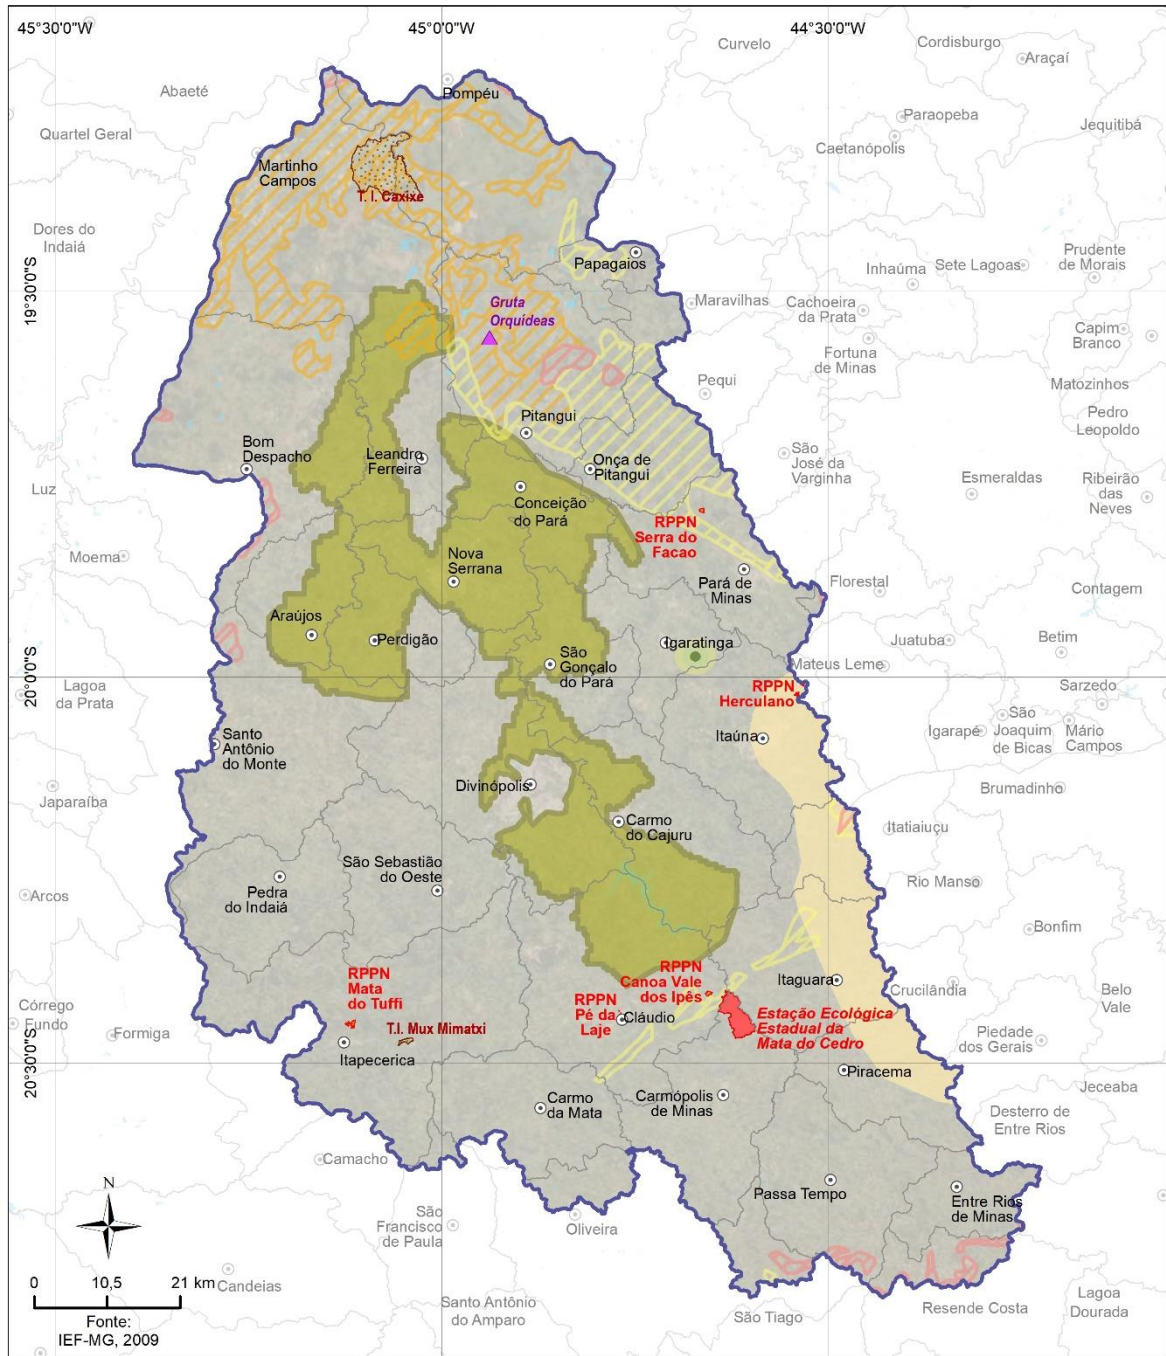 45°30'0"W
45°0'0"W
44°30'0"W
Curvelo
Cordisburgo
Araçaí
Abaeté
Pompéu
Paraopeba
Quartel Geral
Jequitibá
Caetanópolis
Martinho
Campos
T. I. Caxixe
Dores do
Indaiá
Papagaios
Inhaúma
Sete Lagoas
Prudente
de Morais
19°30'0"S
Gruta
Orquídeas
Maravilhas
Cachoeira
da Prata
Capim
Branco
Fortuna
de Minas
Pequi
Matozinhos
Pedro
Leopoldo
Pitangui
Bom
Despacho
Leandro
Ferreira
Onça de
Pitangui
São
José da
Varginha
Esmeraldas
Ribeirão
das
Neves
Luz
Conceição
do Pará
RPPN
Serra do
Facao
Moema
Nova
Serrana
Pará de
Minas
Florestal
Contagem
Araújos
Perdigão
Igaratinga
Juatuba
Betim
São
Gonçalo
do Pará
Mateus Leme
20°0'0"S
Lagoa
da Prata
RPPN
Herculano
Sarzedo
Igarapé
São
Joaquim
de Bicas
Mário
Campos
Santo
Antônio
do Monte
Itaúna
Japaraíba
Divinópolis
Brumadinho
Carmo
do Cajuru
Itatiaiuçu
São Sebastião
do Oeste
Arcos
Pedra
do Indaiá
Rio Manso
Bonfim
RPPN
Mata
do Tuffi
RPPN
Canoa Vale
dos Ipês
Itaguara
Crucilândia
Belo
Vale
Córrego
Fundo
Formiga
RPPN
Pé da
Laje
Cláudio
Estação Ecológica
Estadual da
Mata do Cedro
T.I. Mux Mimatxi
Itapecerica
Piedade
dos Gerais
20°30'0"S
Piracema
Carmo
da Mata
Carmópolis
de Minas
Jeceaba
Desterro de
Entre Rios
Camacho
N
Passa Tempo
Entre Rios
de Minas
São
Francisco
de Paula
Oliveira
0 10,5 21 km
Candeias
Fonte:
IEF-MG, 2009
Santo Antônio
do Amparo
São Tiago
Resende Costa
Lagoa
Dourada